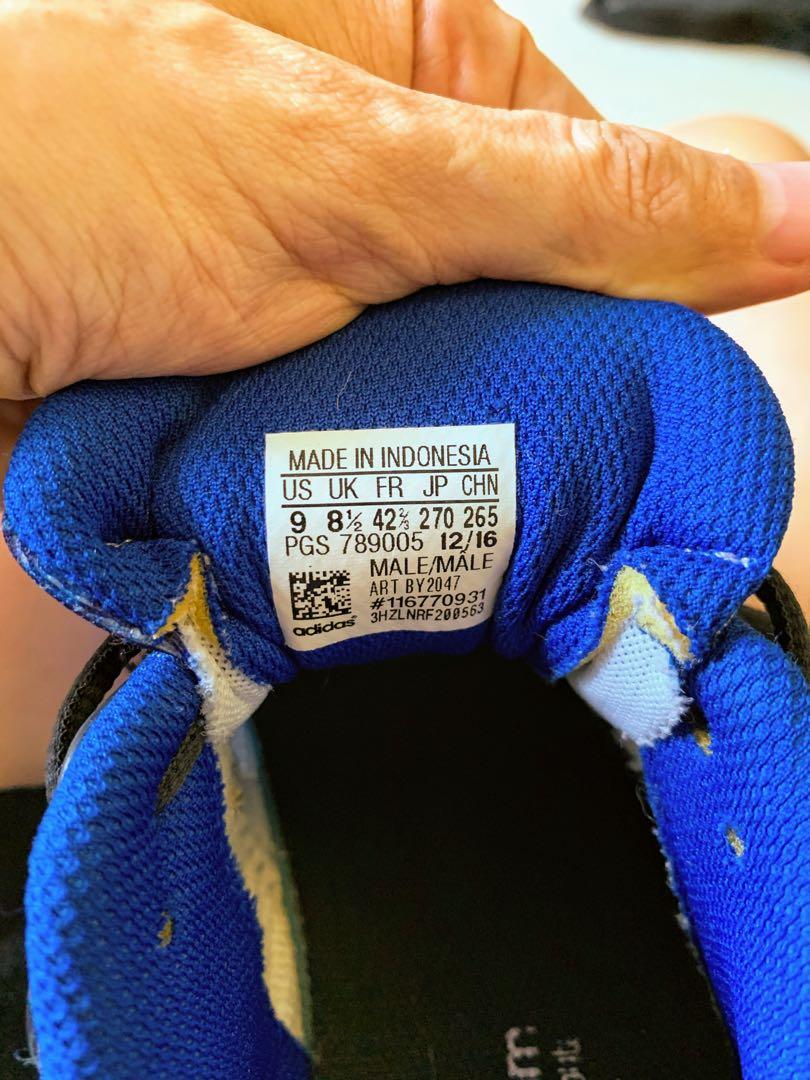 MADE IN INDONESIA
US UK FR JP CHN
9 8½ 42⅔ 270 265
PGS 789005 12/16
MALE/MÂLE
ART BY2047
#116770931
3HZLNRF200563
adidas®